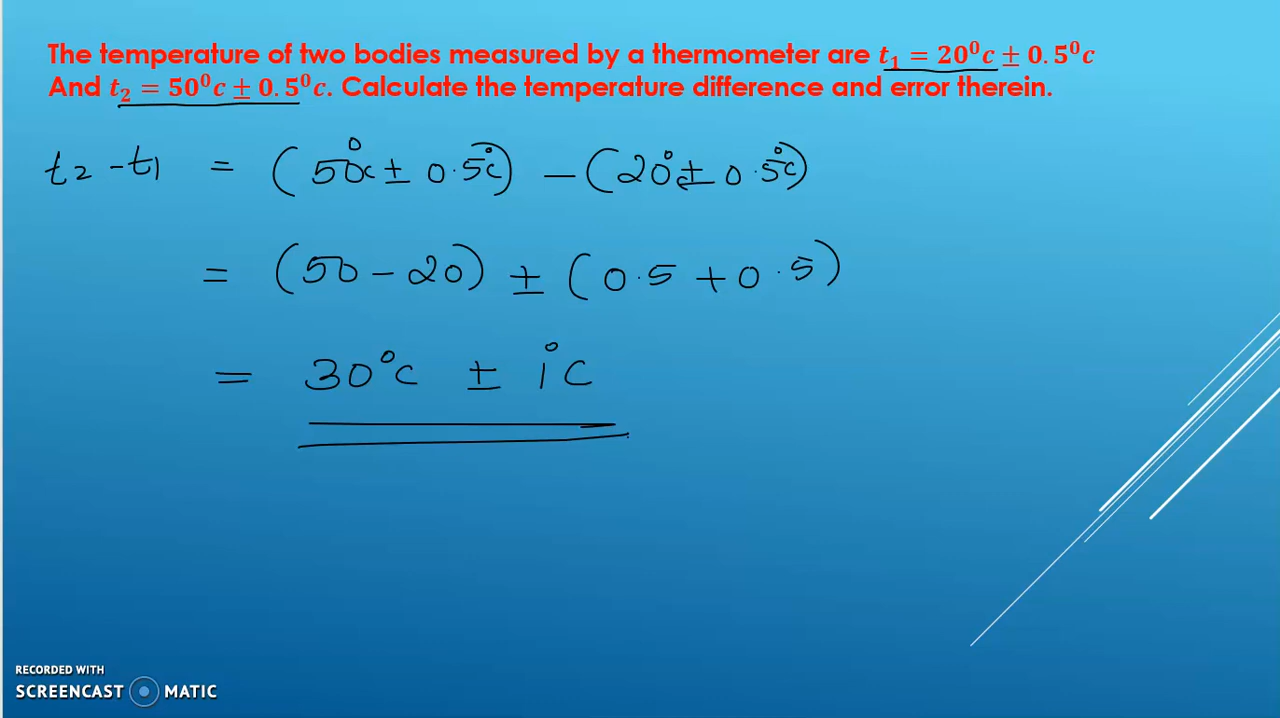 The temperature of two bodies measured by a thermometer are t₁ = 20⁰c ± 0.5⁰c
And t₂ = 50⁰c ± 0.5⁰c. Calculate the temperature difference and error therein.
t₂ - t₁ = (50°c ± 0.5°c) - (20°c ± 0.5°c)
= (50 - 20) ± (0.5 + 0.5)
= 30°c ± 1°c
RECORDED WITH
SCREENCAST MATIC